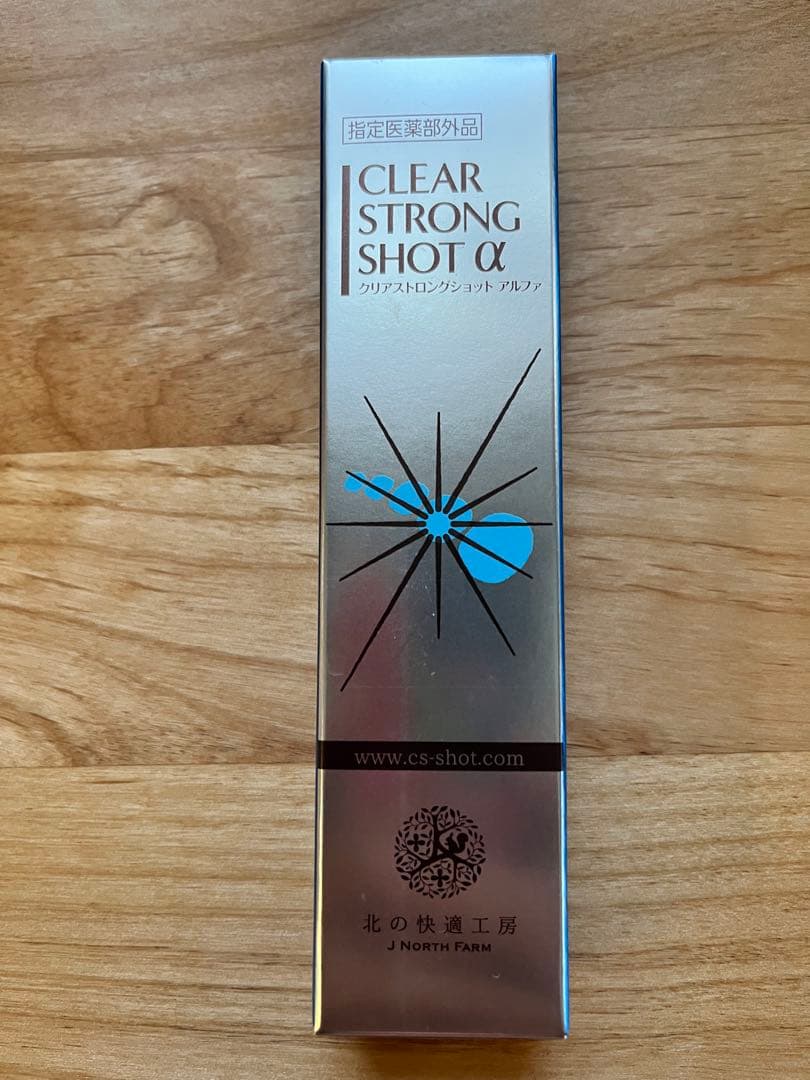 指定医薬部外品
CLEAR
STRONG
SHOT α
クリアストロングショット アルファ
www.cs-shot.com
北の快適工房
J NORTH FARM